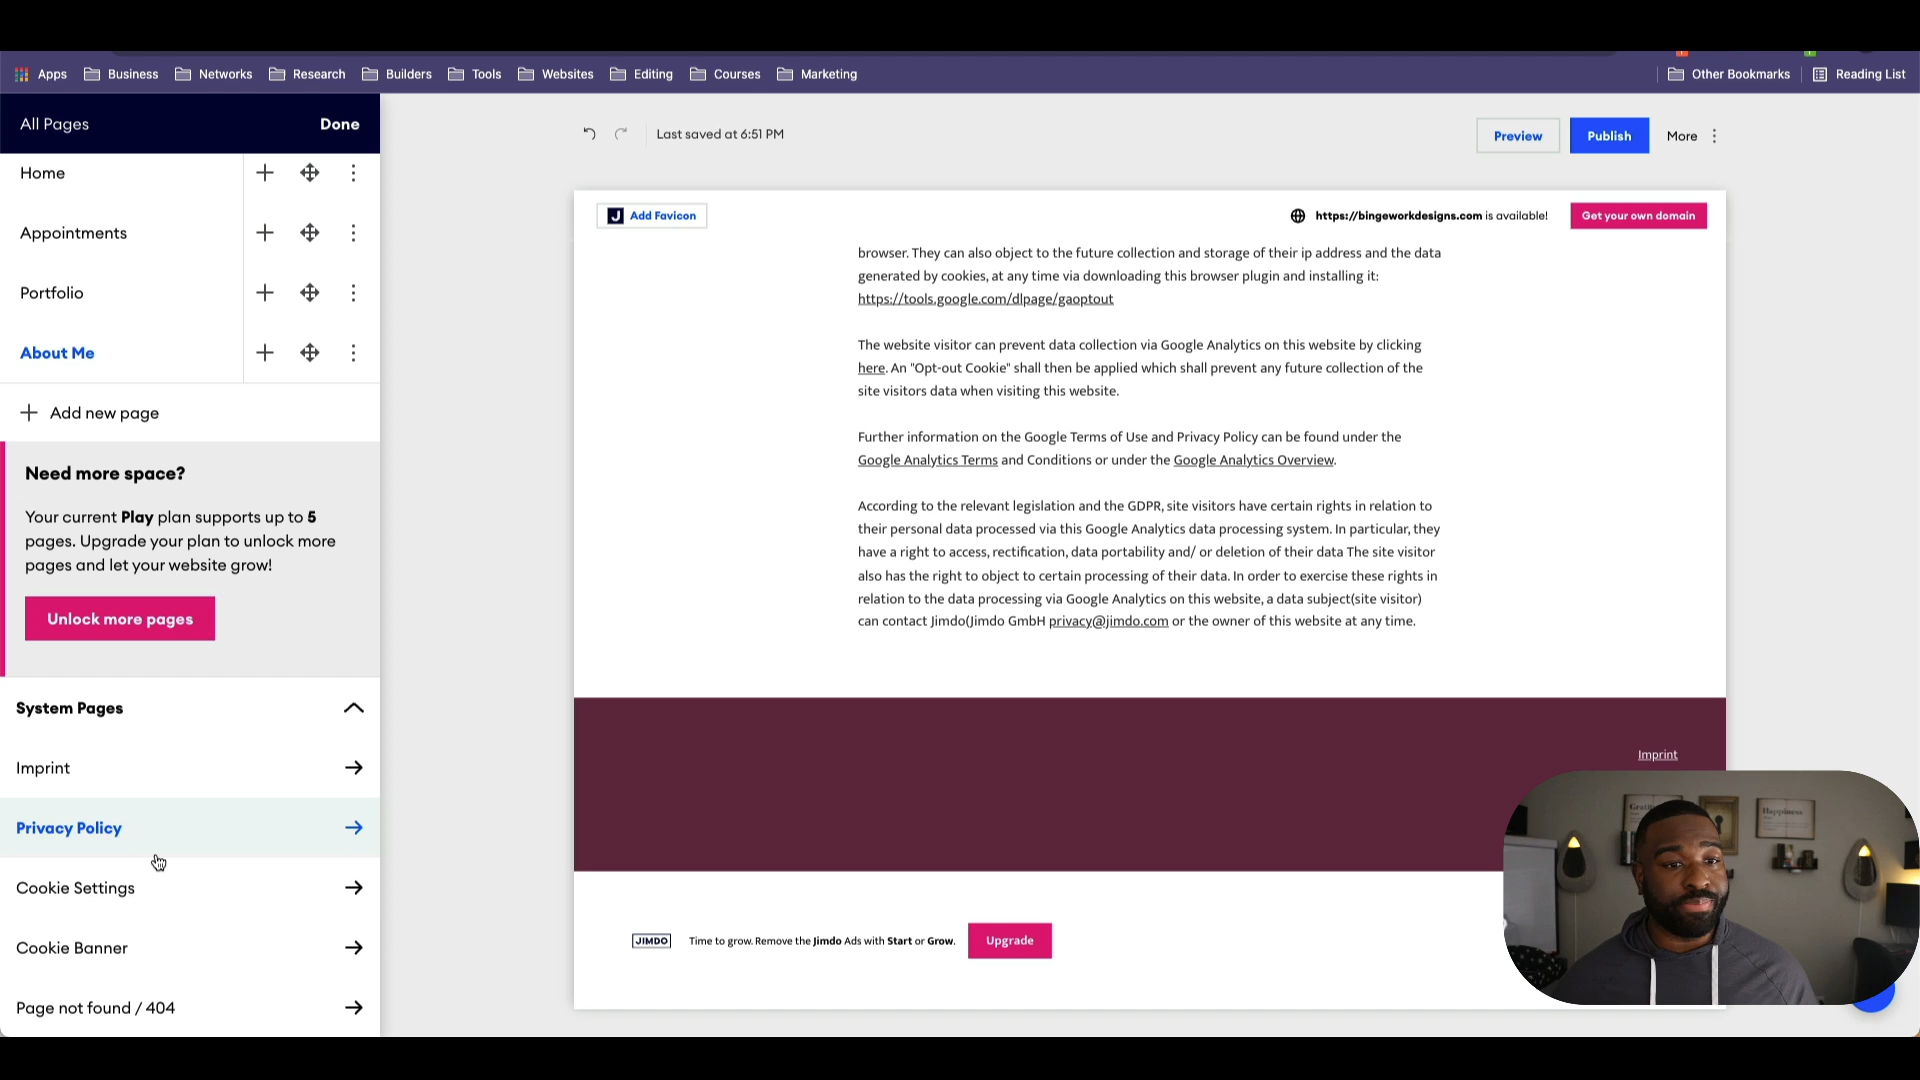 Apps Business Networks Research Builders Tools Websites Editing Courses Marketing Other Bookmarks Reading List
All Pages Done
Home
Appointments
Portfolio
About Me
Add new page
Need more space?
Your current Play plan supports up to 5
pages. Upgrade your plan to unlock more
pages and let your website grow!
Unlock more pages
System Pages
Imprint
Privacy Policy
Cookie Settings
Cookie Banner
Page not found / 404
Last saved at 6:51 PM
Preview Publish More
J Add Favicon
https://bingeworkdesigns.com is available! Get your own domain
browser. They can also object to the future collection and storage of their ip address and the data
generated by cookies, at any time via downloading this browser plugin and installing it:
https://tools.google.com/dlpage/gaoptout
The website visitor can prevent data collection via Google Analytics on this website by clicking
here. An "Opt-out Cookie" shall then be applied which shall prevent any future collection of the
site visitors data when visiting this website.
Further information on the Google Terms of Use and Privacy Policy can be found under the
Google Analytics Terms and Conditions or under the Google Analytics Overview.
According to the relevant legislation and the GDPR, site visitors have certain rights in relation to
their personal data processed via this Google Analytics data processing system. In particular, they
have a right to access, rectification, data portability and/ or deletion of their data The site visitor
also has the right to object to certain processing of their data. In order to exercise these rights in
relation to the data processing via Google Analytics on this website, a data subject(site visitor)
can contact Jimdo(Jimdo GmbH privacy@jimdo.com or the owner of this website at any time.
Imprint
JIMDO Time to grow. Remove the Jimdo Ads with Start or Grow. Upgrade
Happiness